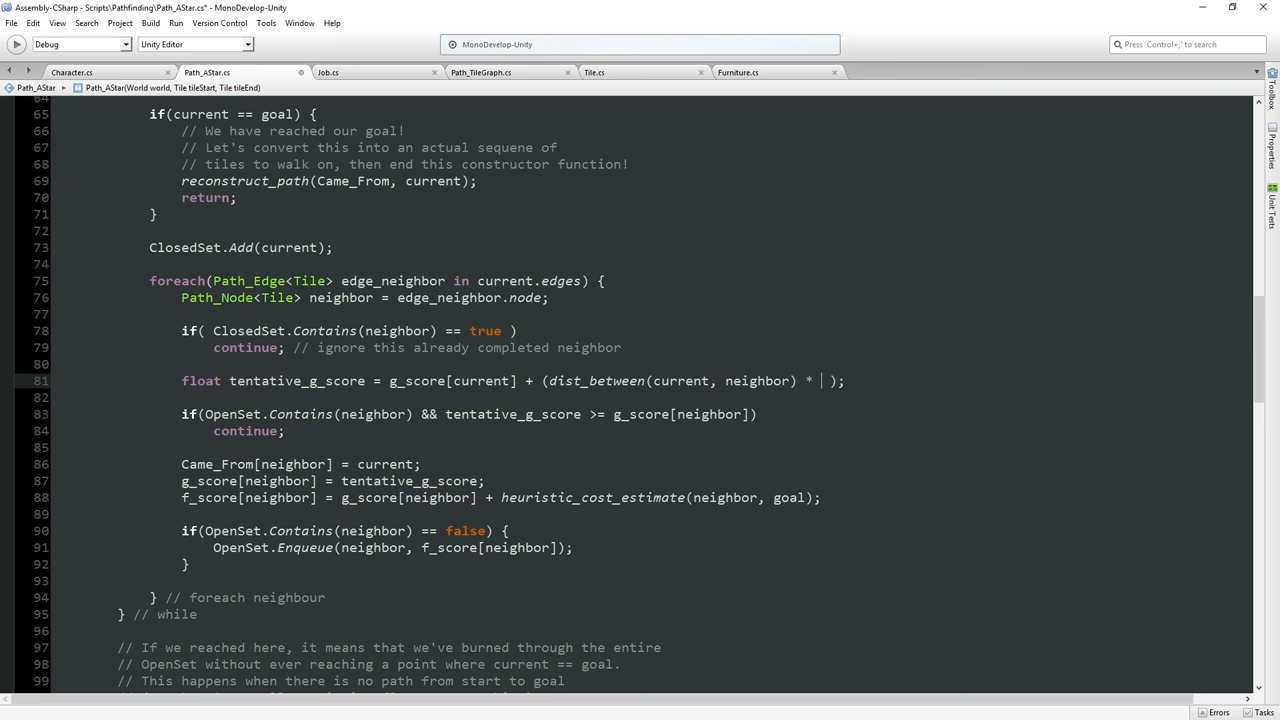 Assembly-CSharp - Scripts\Pathfinding\Path_AStar.cs* - MonoDevelop-Unity
File Edit View Search Project Build Run Version Control Tools Window Help
Debug Unity Editor MonoDevelop-Unity Press 'Control+,' to search
Character.cs Path_AStar.cs Job.cs Path_TileGraph.cs Tile.cs Furniture.cs
Path_AStar Path_AStar(World world, Tile tileStart, Tile tileEnd)
Toolbox
Properties
Unit Tests
64
65 if(current == goal) {
66 // We have reached our goal!
67 // Let's convert this into an actual sequene of
68 // tiles to walk on, then end this constructor function!
69 reconstruct_path(Came_From, current);
70 return;
71 }
72
73 ClosedSet.Add(current);
74
75 foreach(Path_Edge<Tile> edge_neighbor in current.edges) {
76 Path_Node<Tile> neighbor = edge_neighbor.node;
77
78 if( ClosedSet.Contains(neighbor) == true )
79 continue; // ignore this already completed neighbor
80
81 float tentative_g_score = g_score[current] + (dist_between(current, neighbor) * );
82
83 if(OpenSet.Contains(neighbor) && tentative_g_score >= g_score[neighbor])
84 continue;
85
86 Came_From[neighbor] = current;
87 g_score[neighbor] = tentative_g_score;
88 f_score[neighbor] = g_score[neighbor] + heuristic_cost_estimate(neighbor, goal);
89
90 if(OpenSet.Contains(neighbor) == false) {
91 OpenSet.Enqueue(neighbor, f_score[neighbor]);
92 }
93
94 } // foreach neighbour
95 } // while
96
97 // If we reached here, it means that we've burned through the entire
98 // OpenSet without ever reaching a point where current == goal.
99 // This happens when there is no path from start to goal
Errors Tasks